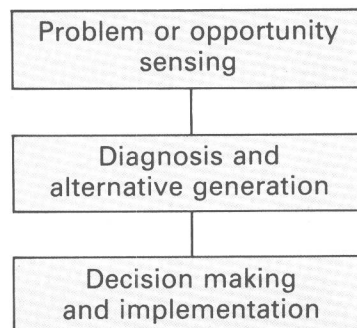 Problem or opportunity
sensing
Diagnosis and
alternative generation
Decision making
and implementation